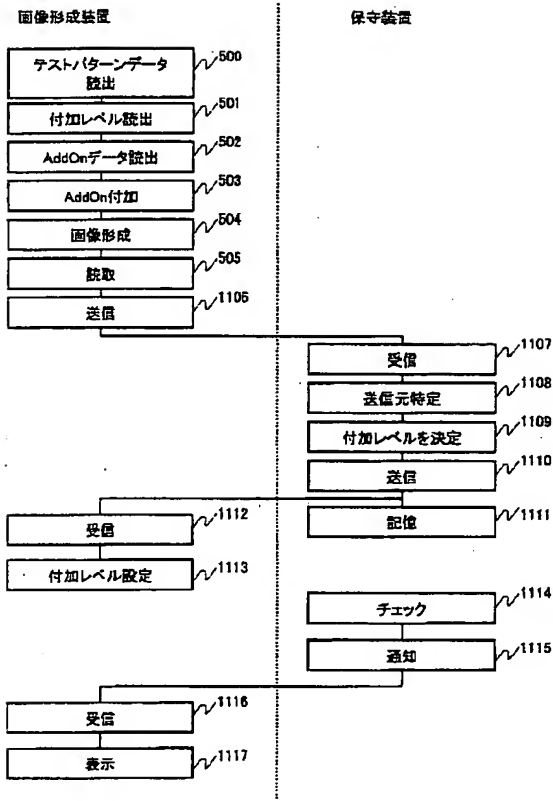 画像形成装置
保守装置
テストパターンデータ
読出
500
付加レベル読出
501
AddOnデータ読出
502
AddOn付加
503
画像形成
504
読取
505
送信
1106
受信
1107
送信元特定
1108
付加レベルを決定
1109
送信
1110
記憶
1111
受信
1112
付加レベル設定
1113
チェック
1114
通知
1115
受信
1116
表示
1117